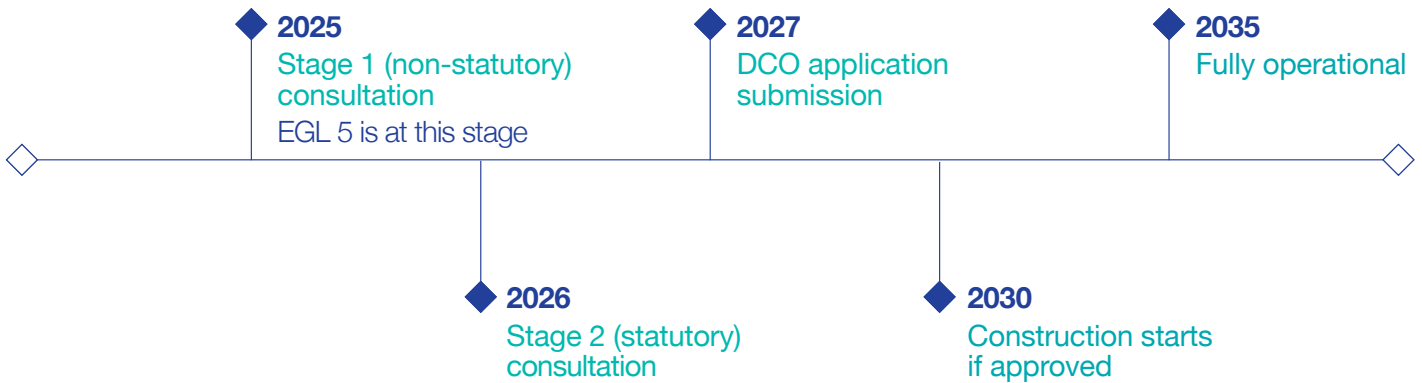 2025
Stage 1 (non-statutory)
consultation
EGL 5 is at this stage
2026
Stage 2 (statutory)
consultation
2027
DCO application
submission
2030
Construction starts
if approved
2035
Fully operational